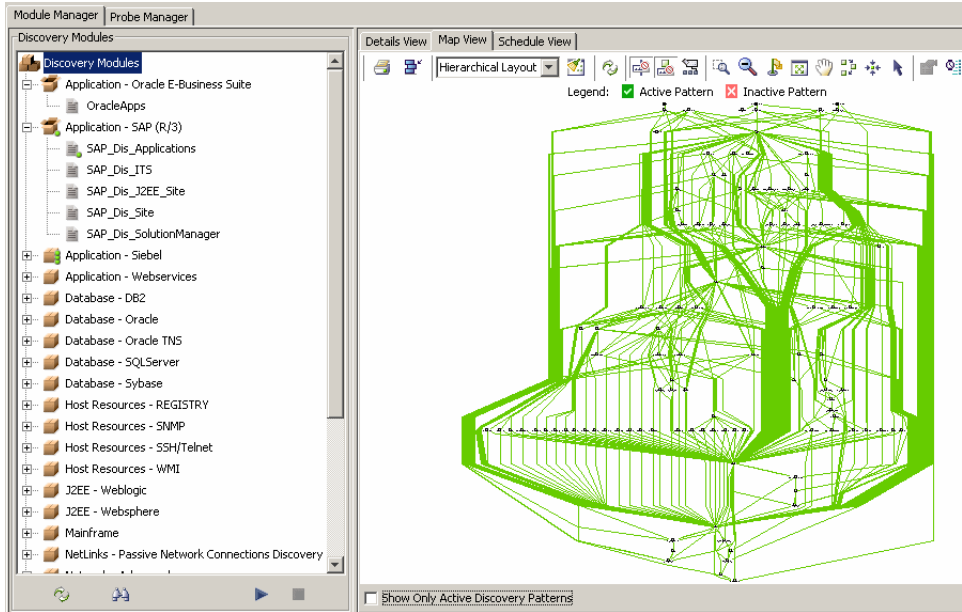 Module Manager Probe Manager
Discovery Modules
Discovery Modules
Application - Oracle E-Business Suite
OracleApps
Application - SAP (R/3)
SAP_Dis_Applications
SAP_Dis_ITS
SAP_Dis_J2EE_Site
SAP_Dis_Site
SAP_Dis_SolutionManager
Application - Siebel
Application - Webservices
Database - DB2
Database - Oracle
Database - Oracle TNS
Database - SQLServer
Database - Sybase
Host Resources - REGISTRY
Host Resources - SNMP
Host Resources - SSH/Telnet
Host Resources - WMI
J2EE - Weblogic
J2EE - Websphere
Mainframe
NetLinks - Passive Network Connections Discovery
Details View Map View Schedule View
Hierarchical Layout
Legend: Active Pattern Inactive Pattern
Show Only Active Discovery Patterns